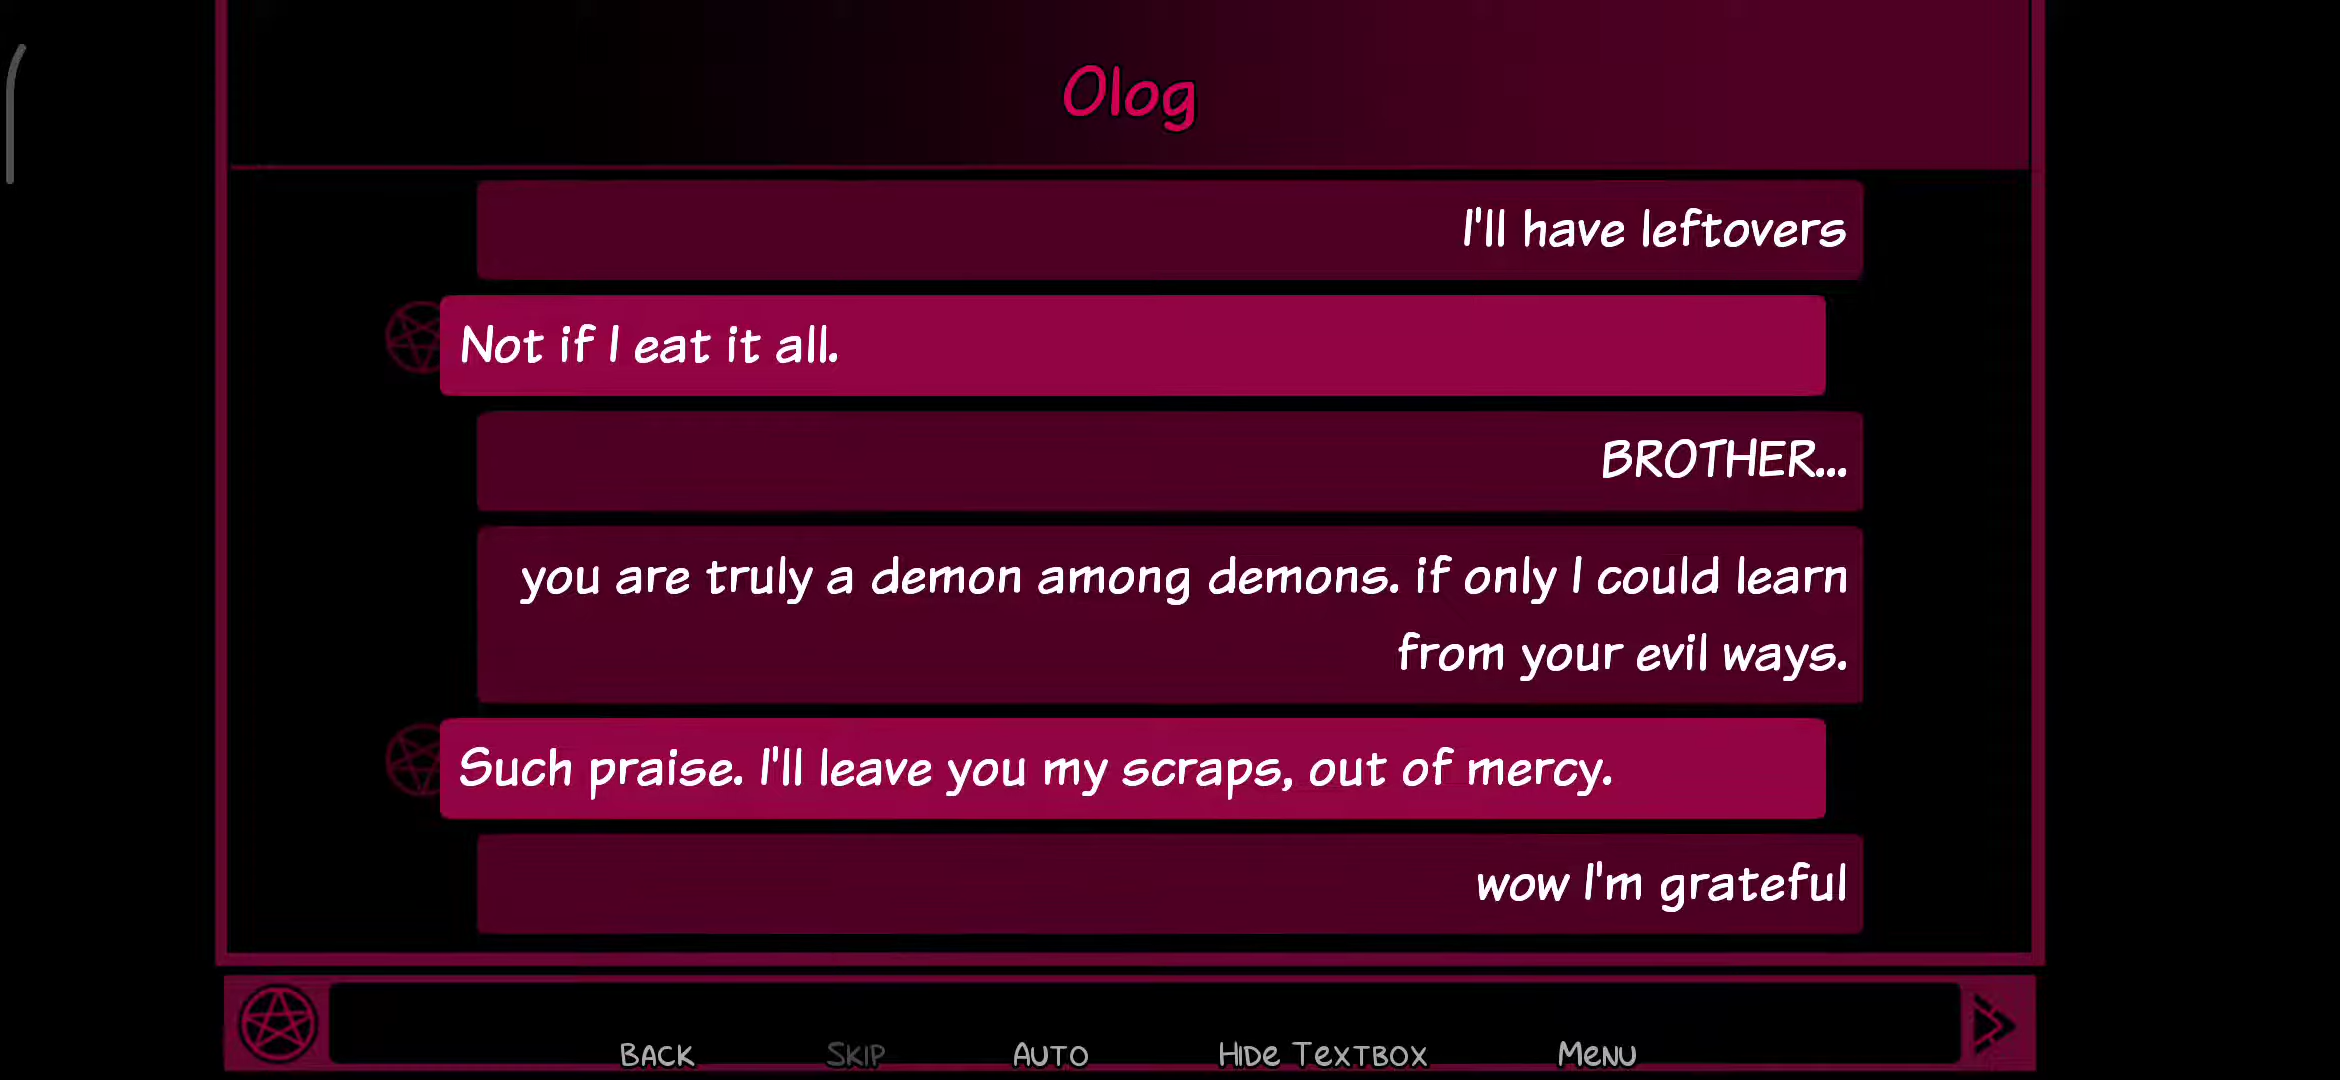 Olog
I'll have leftovers
Not if I eat it all.
BROTHER...
you are truly a demon among demons. if only I could learn
from your evil ways.
Such praise. I'll leave you my scraps, out of mercy.
wow I'm grateful
BACK SKIP AUTO HIDE TEXTBOX MENU